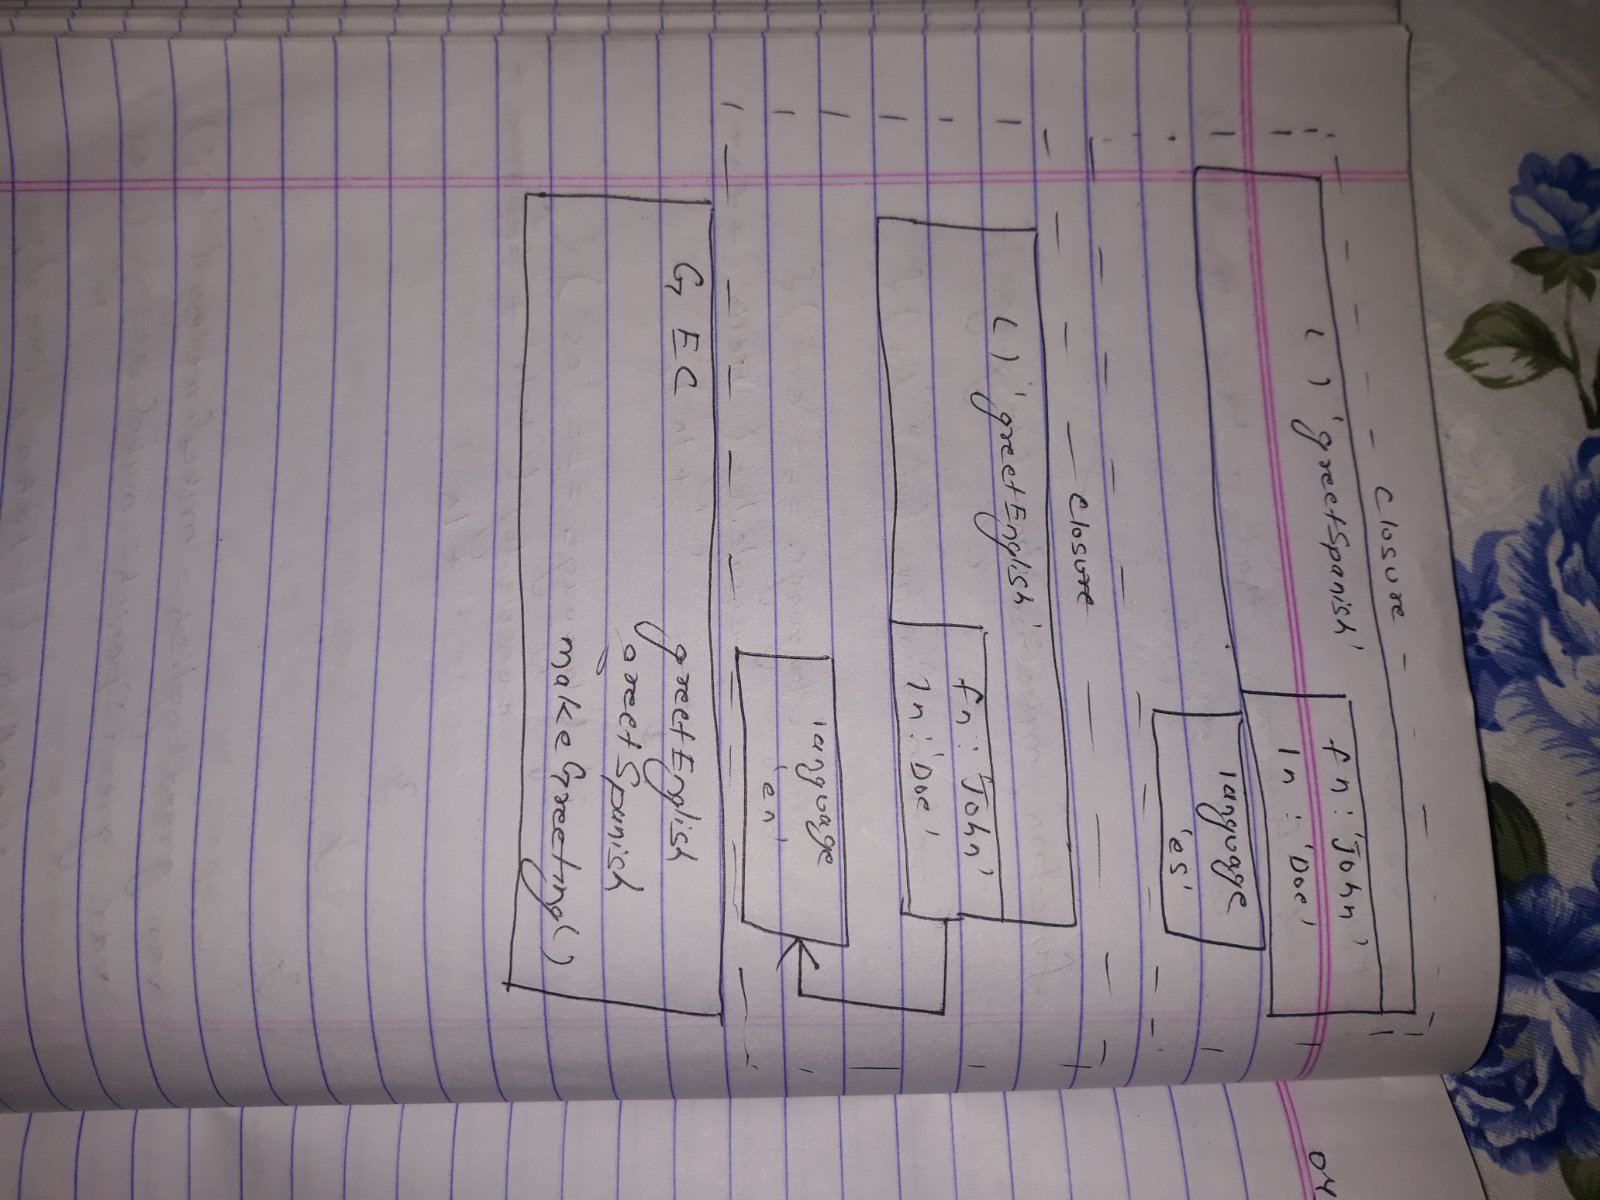 Closure
( ) 'greetSpanish'
fn : 'John'
ln : 'Doe'
language
'es'
Closure
( ) 'greetEnglish'
fn : 'John'
ln : 'Doe'
language
'en'
G EC
greetEnglish
greetSpanish
makeGreeting()